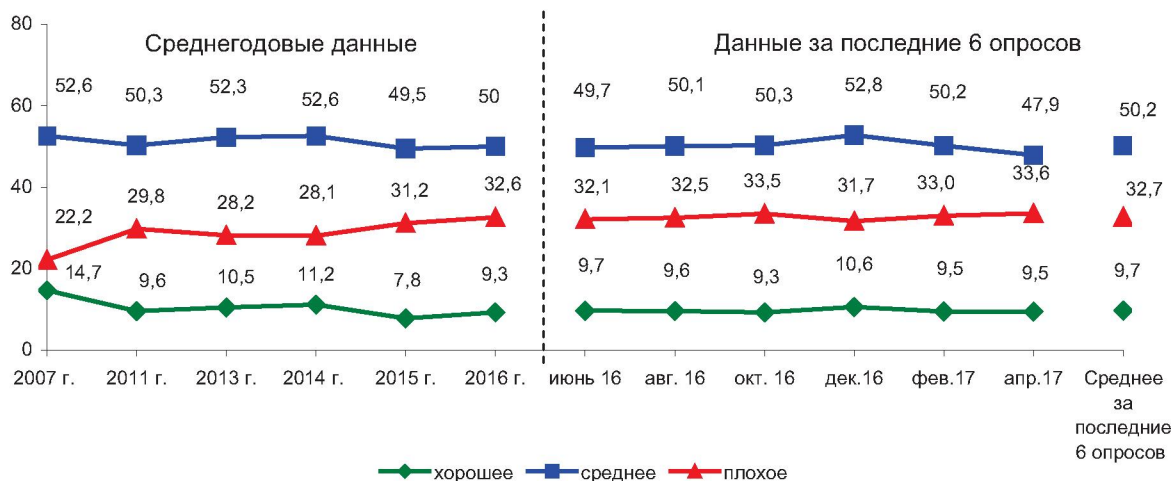 80
60
40
20
0
Среднегодовые данные
Данные за последние 6 опросов
52,6 50,3 52,3 52,6 49,5 50
49,7 50,1 50,3 52,8 50,2 47,9 50,2
22,2 29,8 28,2 28,1 31,2 32,6
32,1 32,5 33,5 31,7 33,0 33,6 32,7
14,7 9,6 10,5 11,2 7,8 9,3
9,7 9,6 9,3 10,6 9,5 9,5 9,7
2007 г. 2011 г. 2013 г. 2014 г. 2015 г. 2016 г.
июнь 16 авг. 16 окт. 16 дек.16 фев.17 апр.17
Среднее
за
последние
6 опросов
хорошее среднее плохое